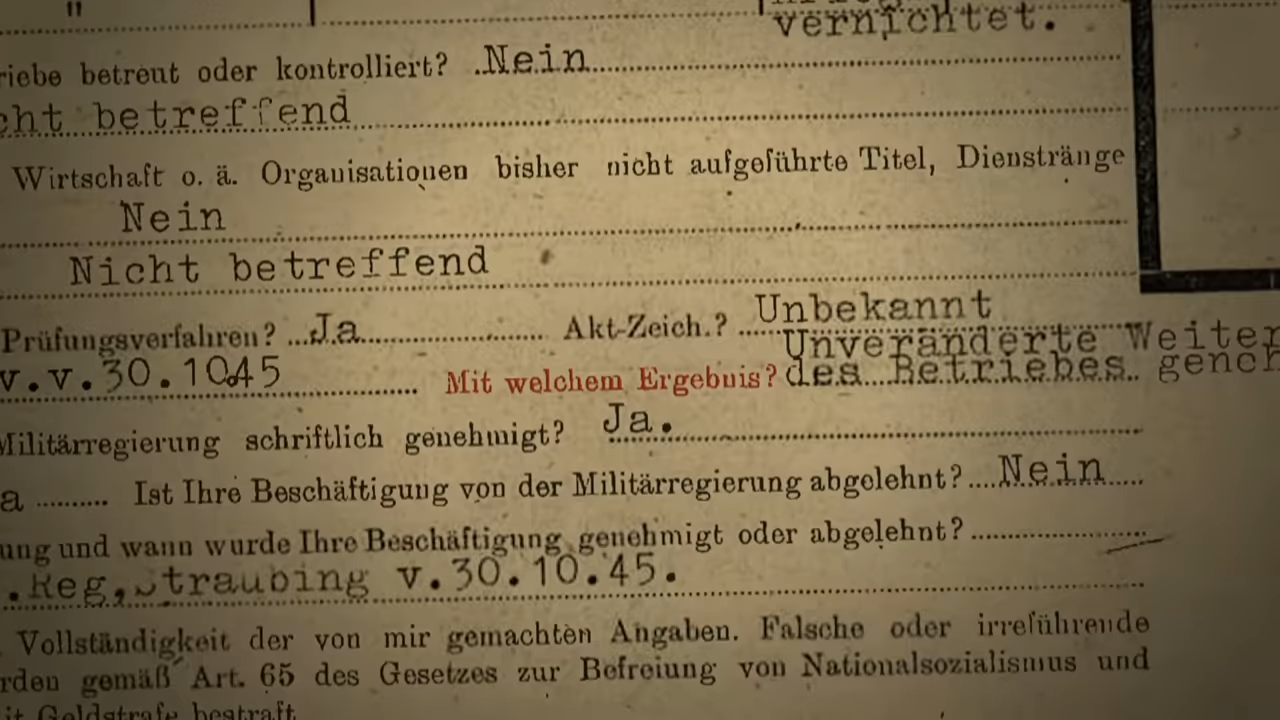 "
vernichtet.
riebe betreut oder kontrolliert? .Nein
cht betreffend
Wirtschaft o. ä. Organisationen bisher nicht aufgeführte Titel, Dienstränge
Nein
Nicht betreffend
Prüfungsverfahren? Ja Akt-Zeich.? Unbekannt
Unveränderte Weiter
v.v.30.1045 Mit welchem Ergebnis? des Betriebes geneh
Militärregierung schriftlich genehmigt? Ja.
a Ist Ihre Beschäftigung von der Militärregierung abgelehnt? Nein
ung und wann wurde Ihre Beschäftigung genehmigt oder abgelehnt?
.Reg,Straubing v.30.10.45.
Vollständigkeit der von mir gemachten Angaben. Falsche oder irreführende
rden gemäß Art. 65 des Gesetzes zur Befreiung von Nationalsozialismus und
it Geldstrafe bestraft